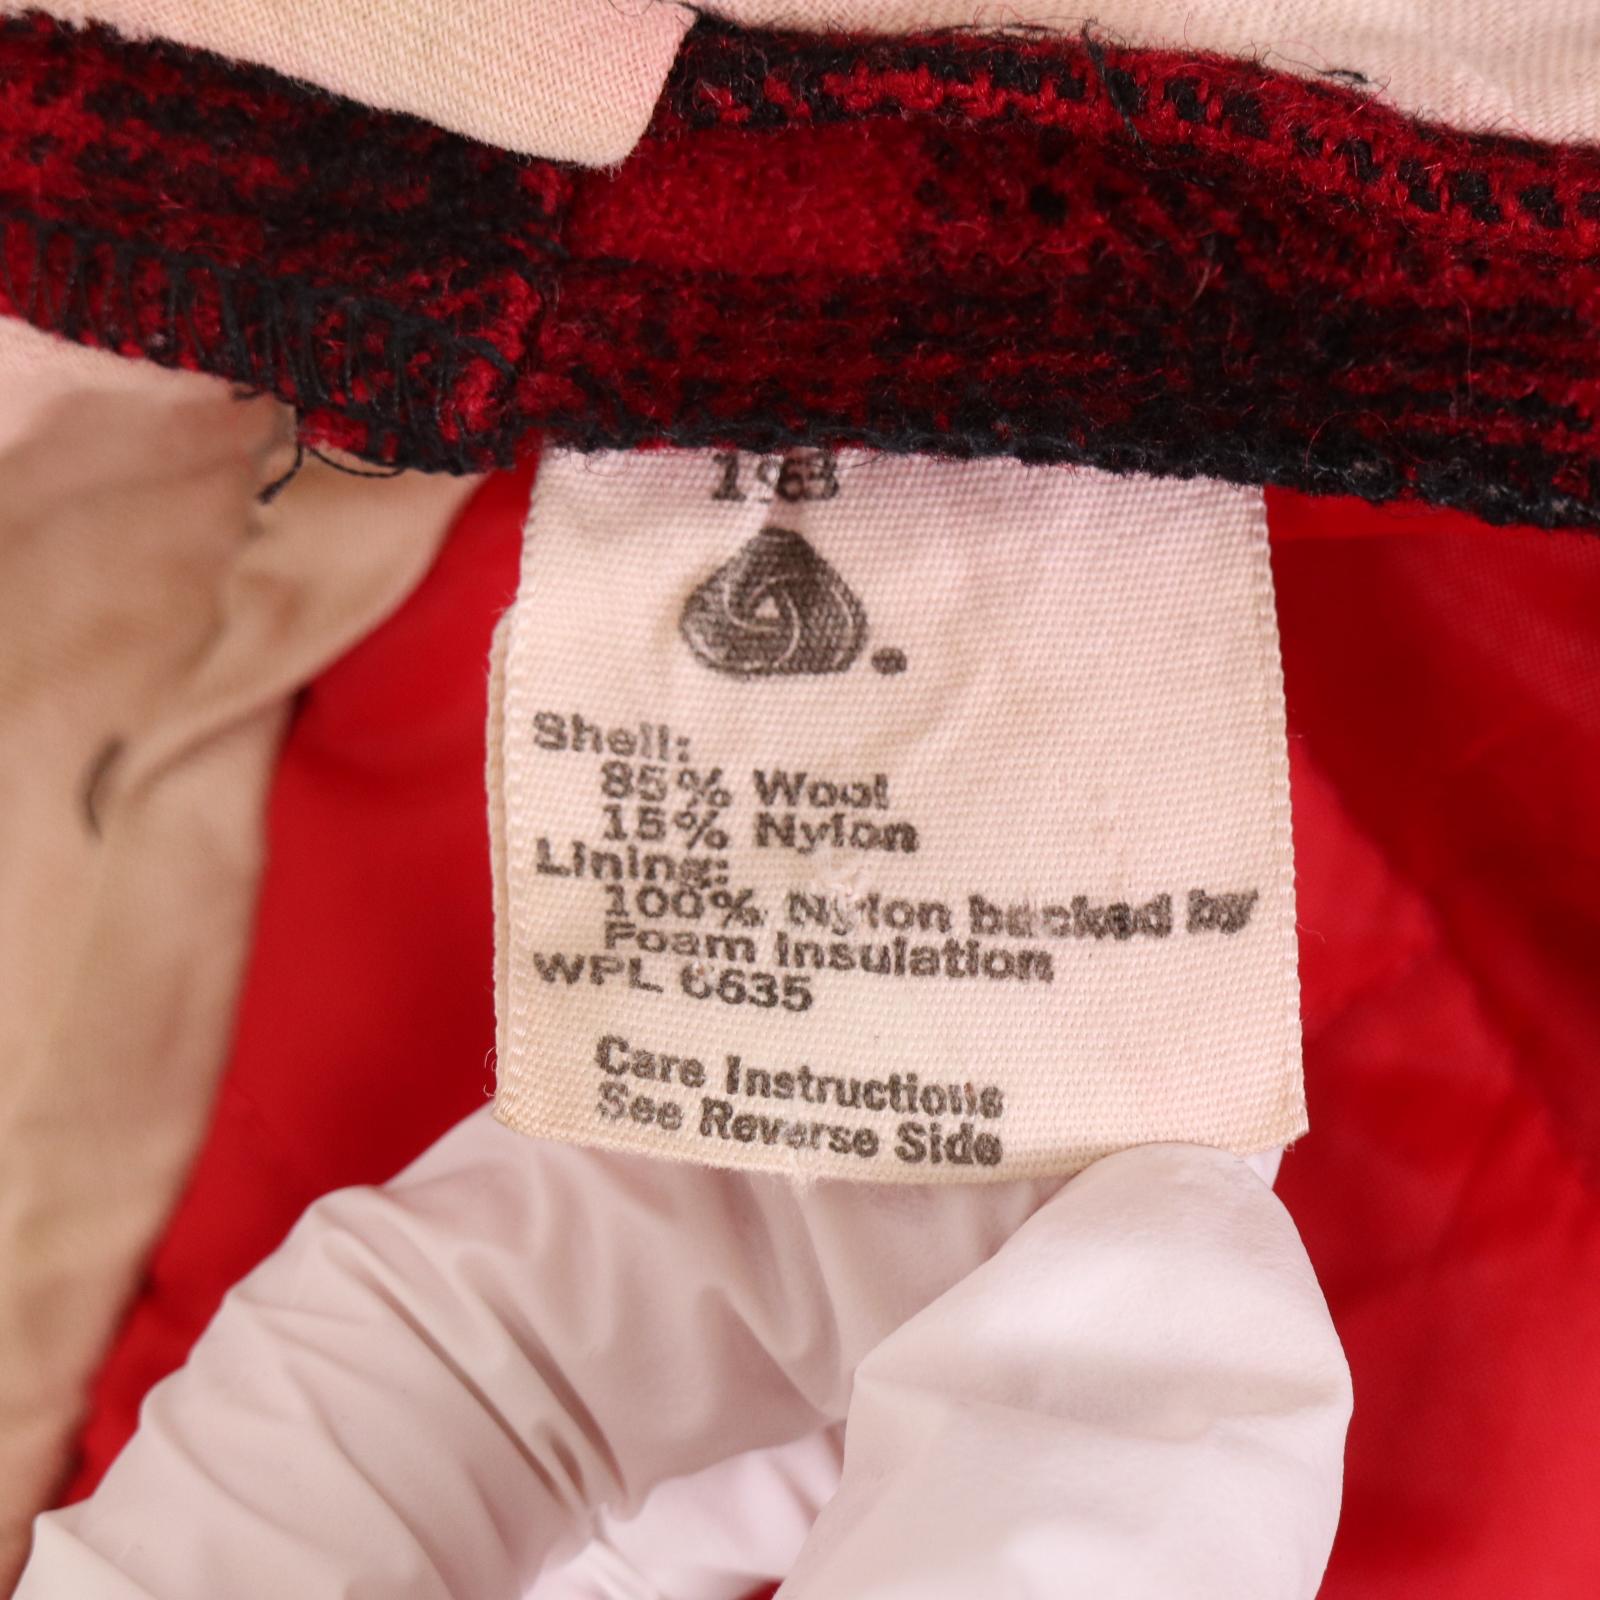 Shell:
85% Wool
15% Nylon
Lining:
100% Nylon backed by
Foam Insulation
WPL 6635
Care Instructions
See Reverse Side